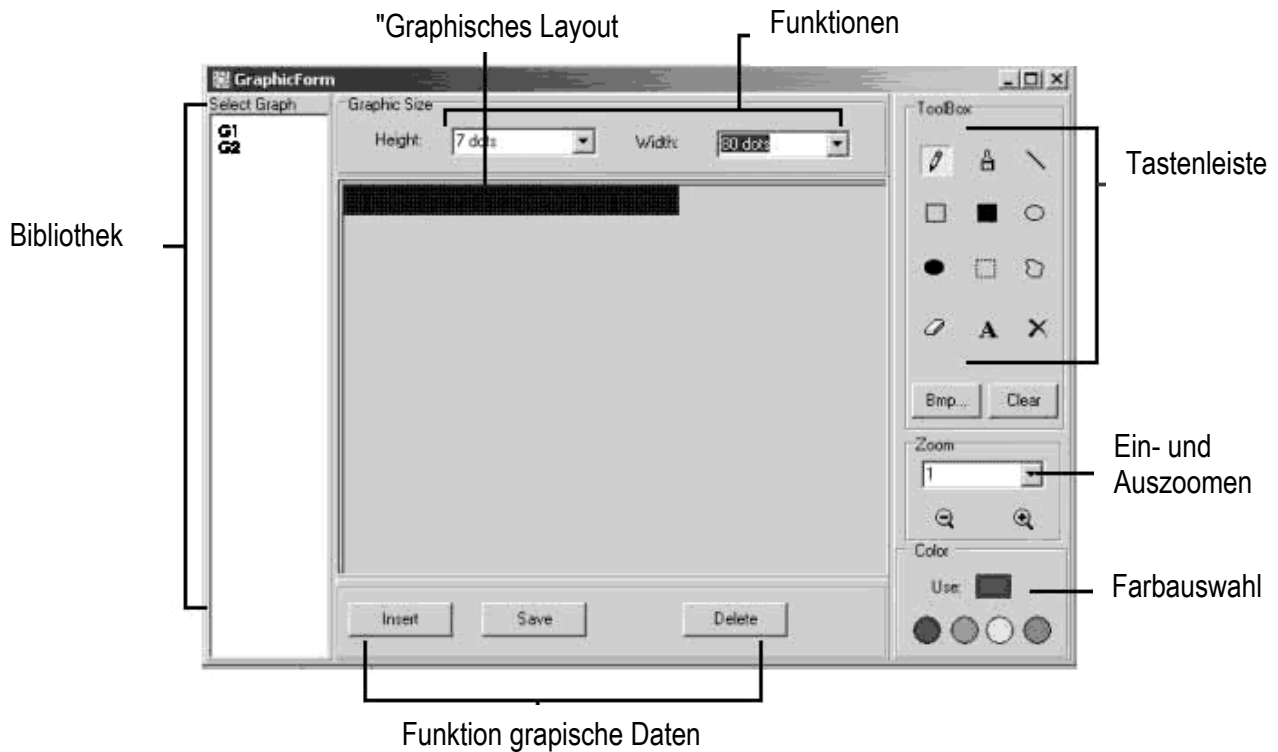 "Graphisches Layout
Funktionen
GraphicForm
Select Graph
G1
G2
Graphic Size
Height:
7 dots
Width:
80 dots
ToolBox
Tastenleiste
Bibliothek
A
Bmp...
Clear
Zoom
1
Ein- und
Auszoomen
Color
Use:
Farbauswahl
Insert
Save
Delete
Funktion grapische Daten